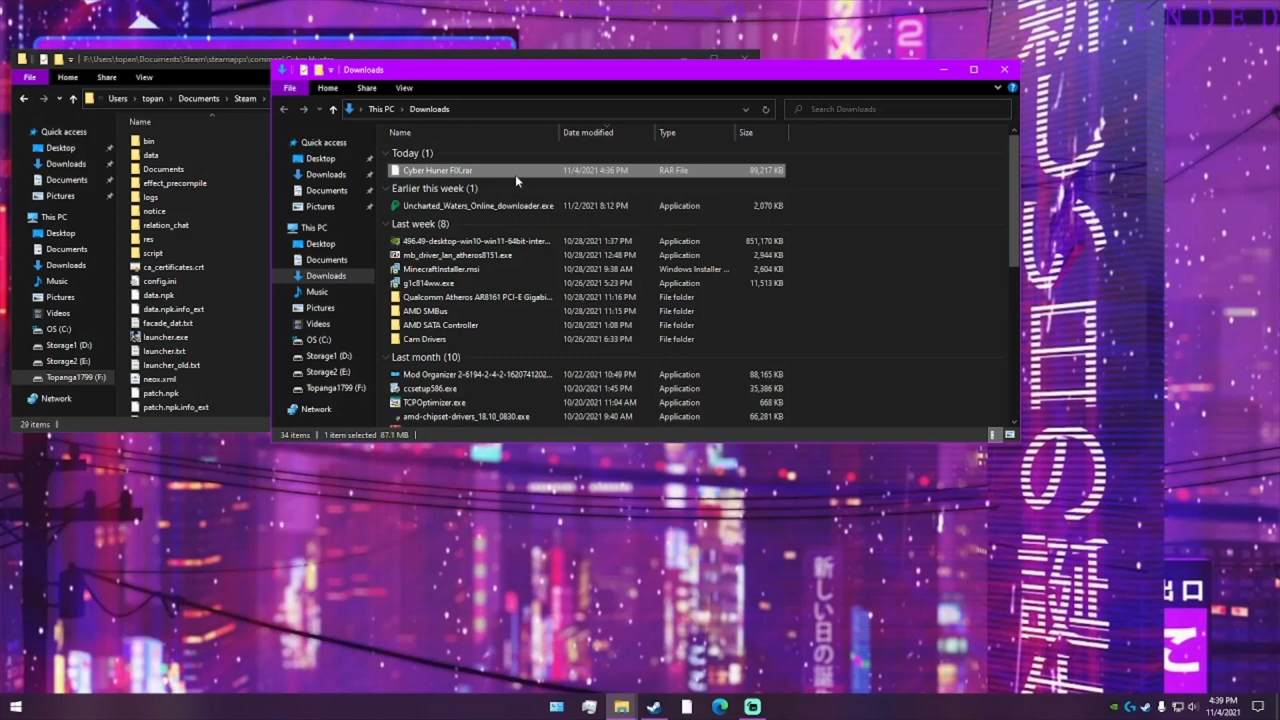 ENDED
F:\Users\topan\Documents\Steam\steamapps\common\Cyber Hunter
File Home Share View
Users topan Documents Steam
Name
Quick access
Desktop
Downloads
Documents
Pictures
This PC
Desktop
Documents
Downloads
Music
Pictures
Videos
OS (C:)
Storage1 (D:)
Storage2 (E:)
Topanga1799 (F:)
Network
bin
data
Documents
effect_precompile
logs
notice
relation_chat
res
script
ca_certificates.crt
config.ini
data.npk
data.npk.info_ext
facade_dat.txt
launcher.exe
launcher.txt
launcher_old.txt
neox.xml
patch.npk
patch.npk.info_ext
29 items
Downloads
File Home Share View
This PC Downloads
Search Downloads
Quick access
Desktop
Downloads
Documents
Pictures
This PC
Desktop
Documents
Downloads
Music
Pictures
Videos
OS (C:)
Storage1 (D:)
Storage2 (E:)
Topanga1799 (F:)
Network
Name Date modified Type Size
Today (1)
Cyber Huner FIX.rar 11/4/2021 4:36 PM RAR File 89,217 KB
Earlier this week (1)
Uncharted_Waters_Online_downloader.exe 11/2/2021 8:12 PM Application 2,070 KB
Last week (8)
496.49-desktop-win10-win11-64bit-inter... 10/28/2021 1:37 PM Application 851,170 KB
mb_driver_lan_atheros8151.exe 10/28/2021 12:48 PM Application 2,944 KB
MinecraftInstaller.msi 10/28/2021 9:38 AM Windows Installer ... 2,604 KB
g1c814ww.exe 10/26/2021 5:23 PM Application 11,513 KB
Qualcomm Atheros AR8161 PCI-E Gigabi... 10/28/2021 11:16 PM File folder
AMD SMBus 10/28/2021 11:15 PM File folder
AMD SATA Controller 10/28/2021 1:08 PM File folder
Cam Drivers 10/26/2021 6:33 PM File folder
Last month (10)
Mod Organizer 2-6194-2-4-2-1620741202... 10/22/2021 10:49 PM Application 88,165 KB
ccsetup586.exe 10/20/2021 1:45 PM Application 35,386 KB
TCPOptimizer.exe 10/20/2021 11:04 AM Application 668 KB
amd-chipset-drivers_18.10_0830.exe 10/20/2021 9:40 AM Application 66,281 KB
34 items 1 item selected 87.1 MB
新しい日の
出口
4:39 PM
11/4/2021